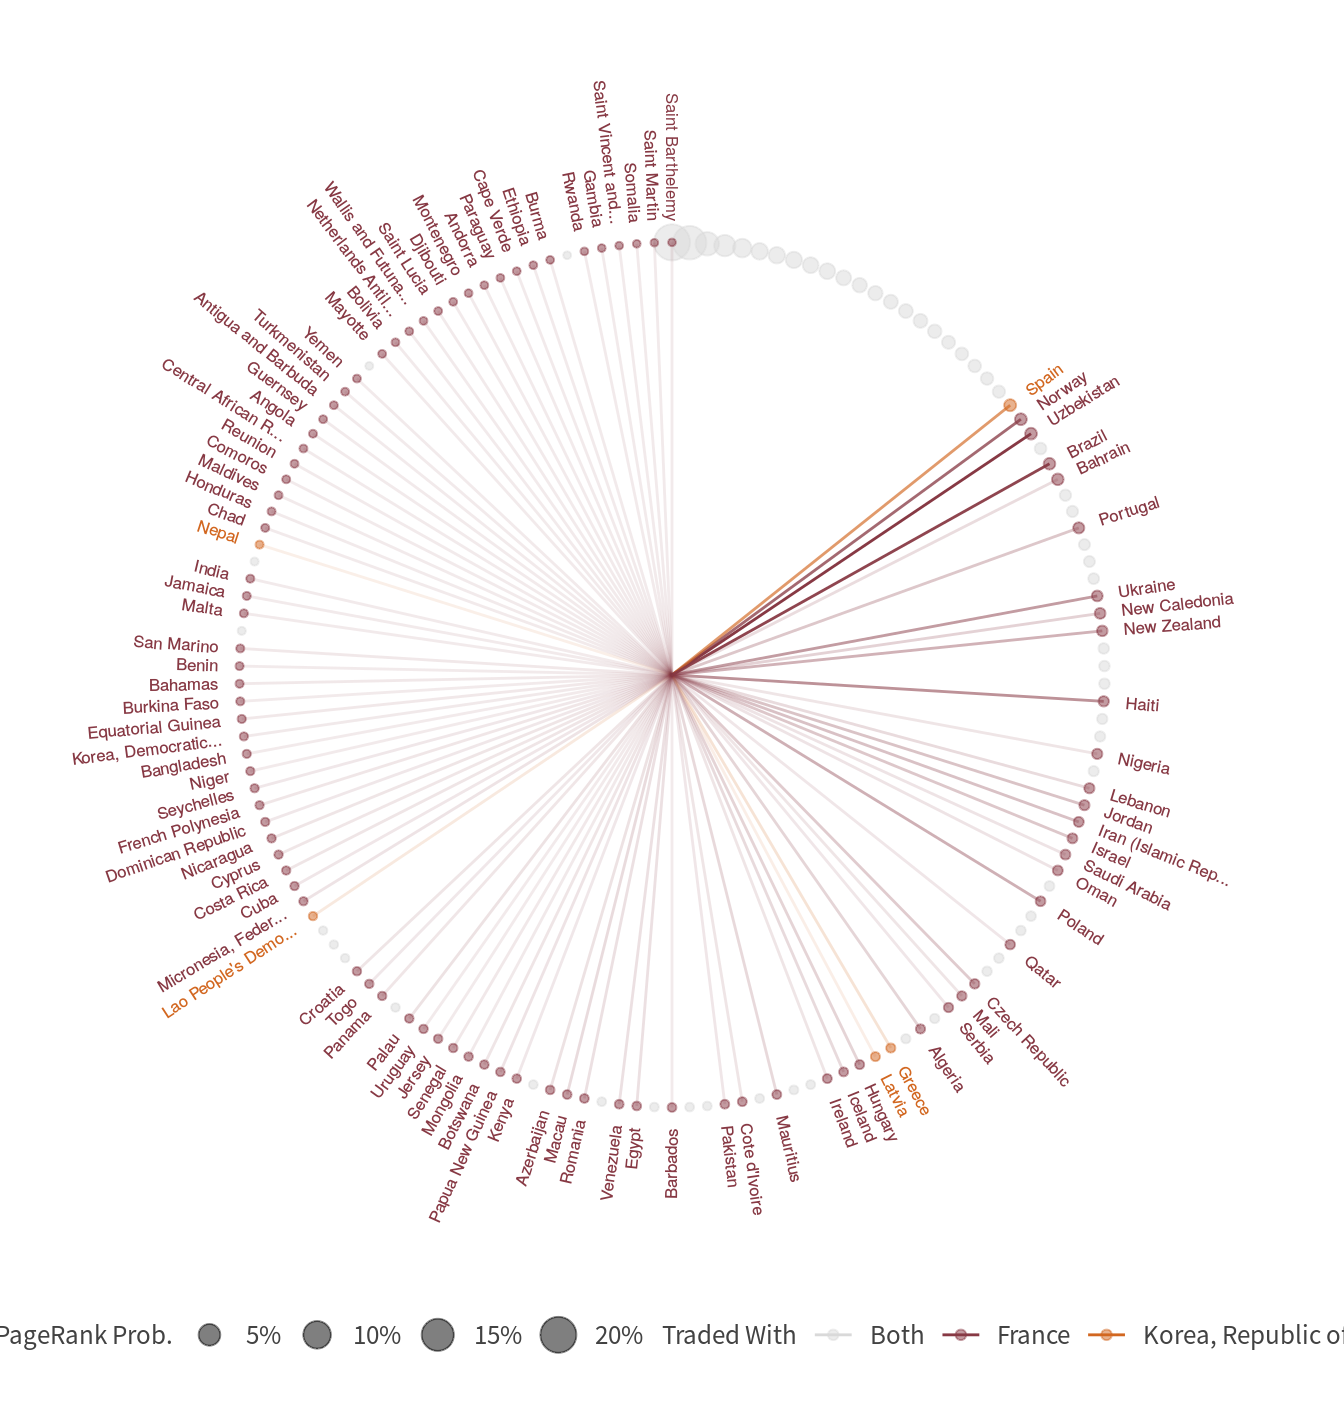 Saint Barthelemy
Spain
Norway
Uzbekistan
Brazil
Bahrain
Portugal
Ukraine
New Caledonia
New Zealand
Haiti
Nigeria
Lebanon
Jordan
Iran (Islamic Rep...
Israel
Saudi Arabia
Oman
Poland
Qatar
Czech Republic
Mali
Serbia
Algeria
Greece
Latvia
Hungary
Iceland
Ireland
Mauritius
Cote d'Ivoire
Pakistan
Barbados
Egypt
Venezuela
Romania
Macau
Azerbaijan
Kenya
Papua New Guinea
Botswana
Mongolia
Senegal
Jersey
Uruguay
Palau
Panama
Togo
Croatia
Lao People's Demo...
Micronesia, Feder...
Cuba
Costa Rica
Cyprus
Nicaragua
Dominican Republic
French Polynesia
Seychelles
Niger
Bangladesh
Korea, Democratic...
Equatorial Guinea
Burkina Faso
Bahamas
Benin
San Marino
Malta
Jamaica
India
Nepal
Chad
Honduras
Maldives
Comoros
Reunion
Central African R...
Angola
Guernsey
Antigua and Barbuda
Turkmenistan
Yemen
Mayotte
Bolivia
Netherlands Antil...
Wallis and Futuna...
Saint Lucia
Djibouti
Montenegro
Andorra
Paraguay
Cape Verde
Ethiopia
Burma
Rwanda
Gambia
Saint Vincent and...
Somalia
Saint Martin
PageRank Prob. 5% 10% 15% 20% Traded With Both France Korea, Republic of